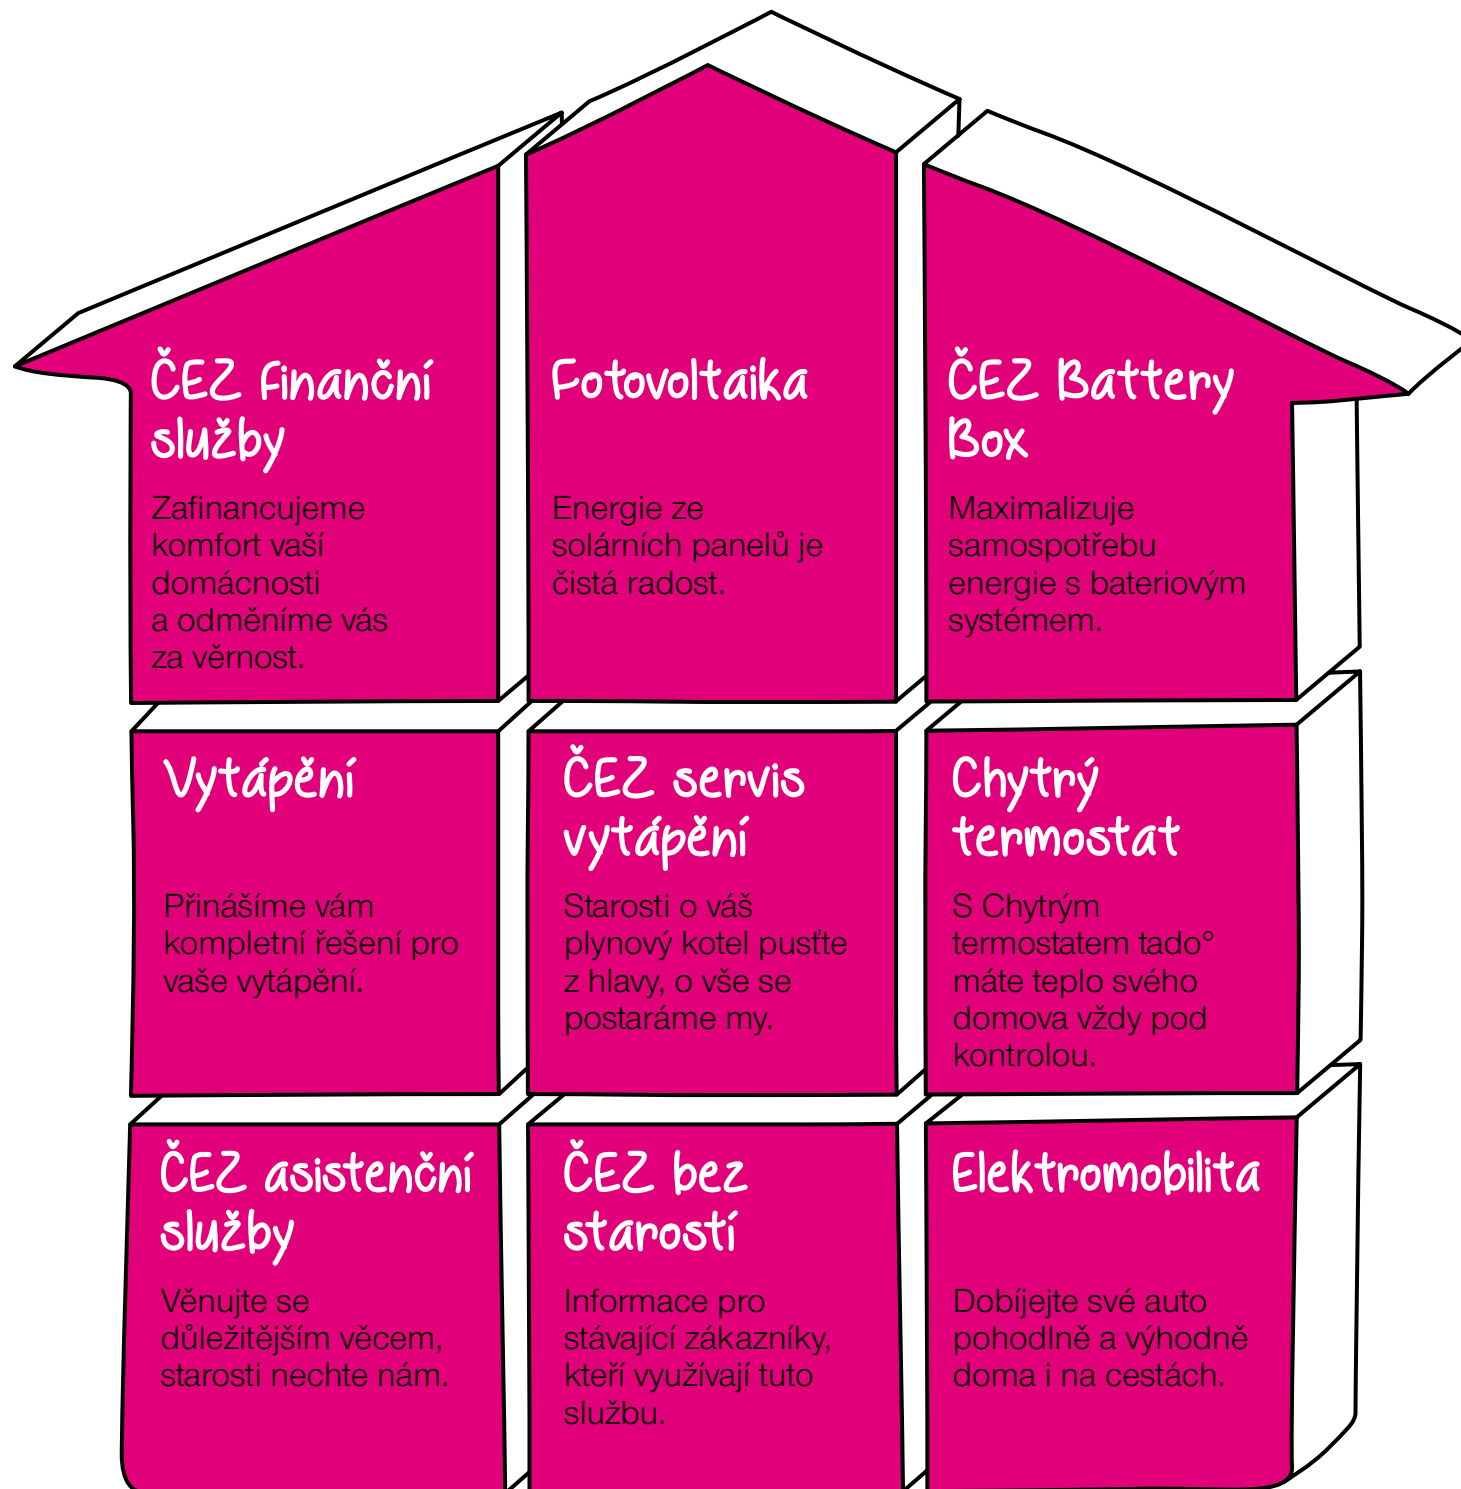 ČEZ finanční
služby
Zafinancujeme
komfort vaší
domácnosti
a odměníme vás
za věrnost.
Fotovoltaika
Energie ze
solárních panelů je
čistá radost.
ČEZ Battery
Box
Maximalizuje
samospotřebu
energie s bateriovým
systémem.
Vytápění
Přinášíme vám
kompletní řešení pro
vaše vytápění.
ČEZ servis
vytápění
Starosti o váš
plynový kotel pusťte
z hlavy, o vše se
postaráme my.
Chytrý
termostat
S Chytrým
termostatem tado°
máte teplo svého
domova vždy pod
kontrolou.
ČEZ asistenční
služby
Věnujte se
důležitějším věcem,
starosti nechte nám.
ČEZ bez
starostí
Informace pro
stávající zákazníky,
kteří využívají tuto
službu.
Elektromobilita
Dobíjejte své auto
pohodlně a výhodně
doma i na cestách.